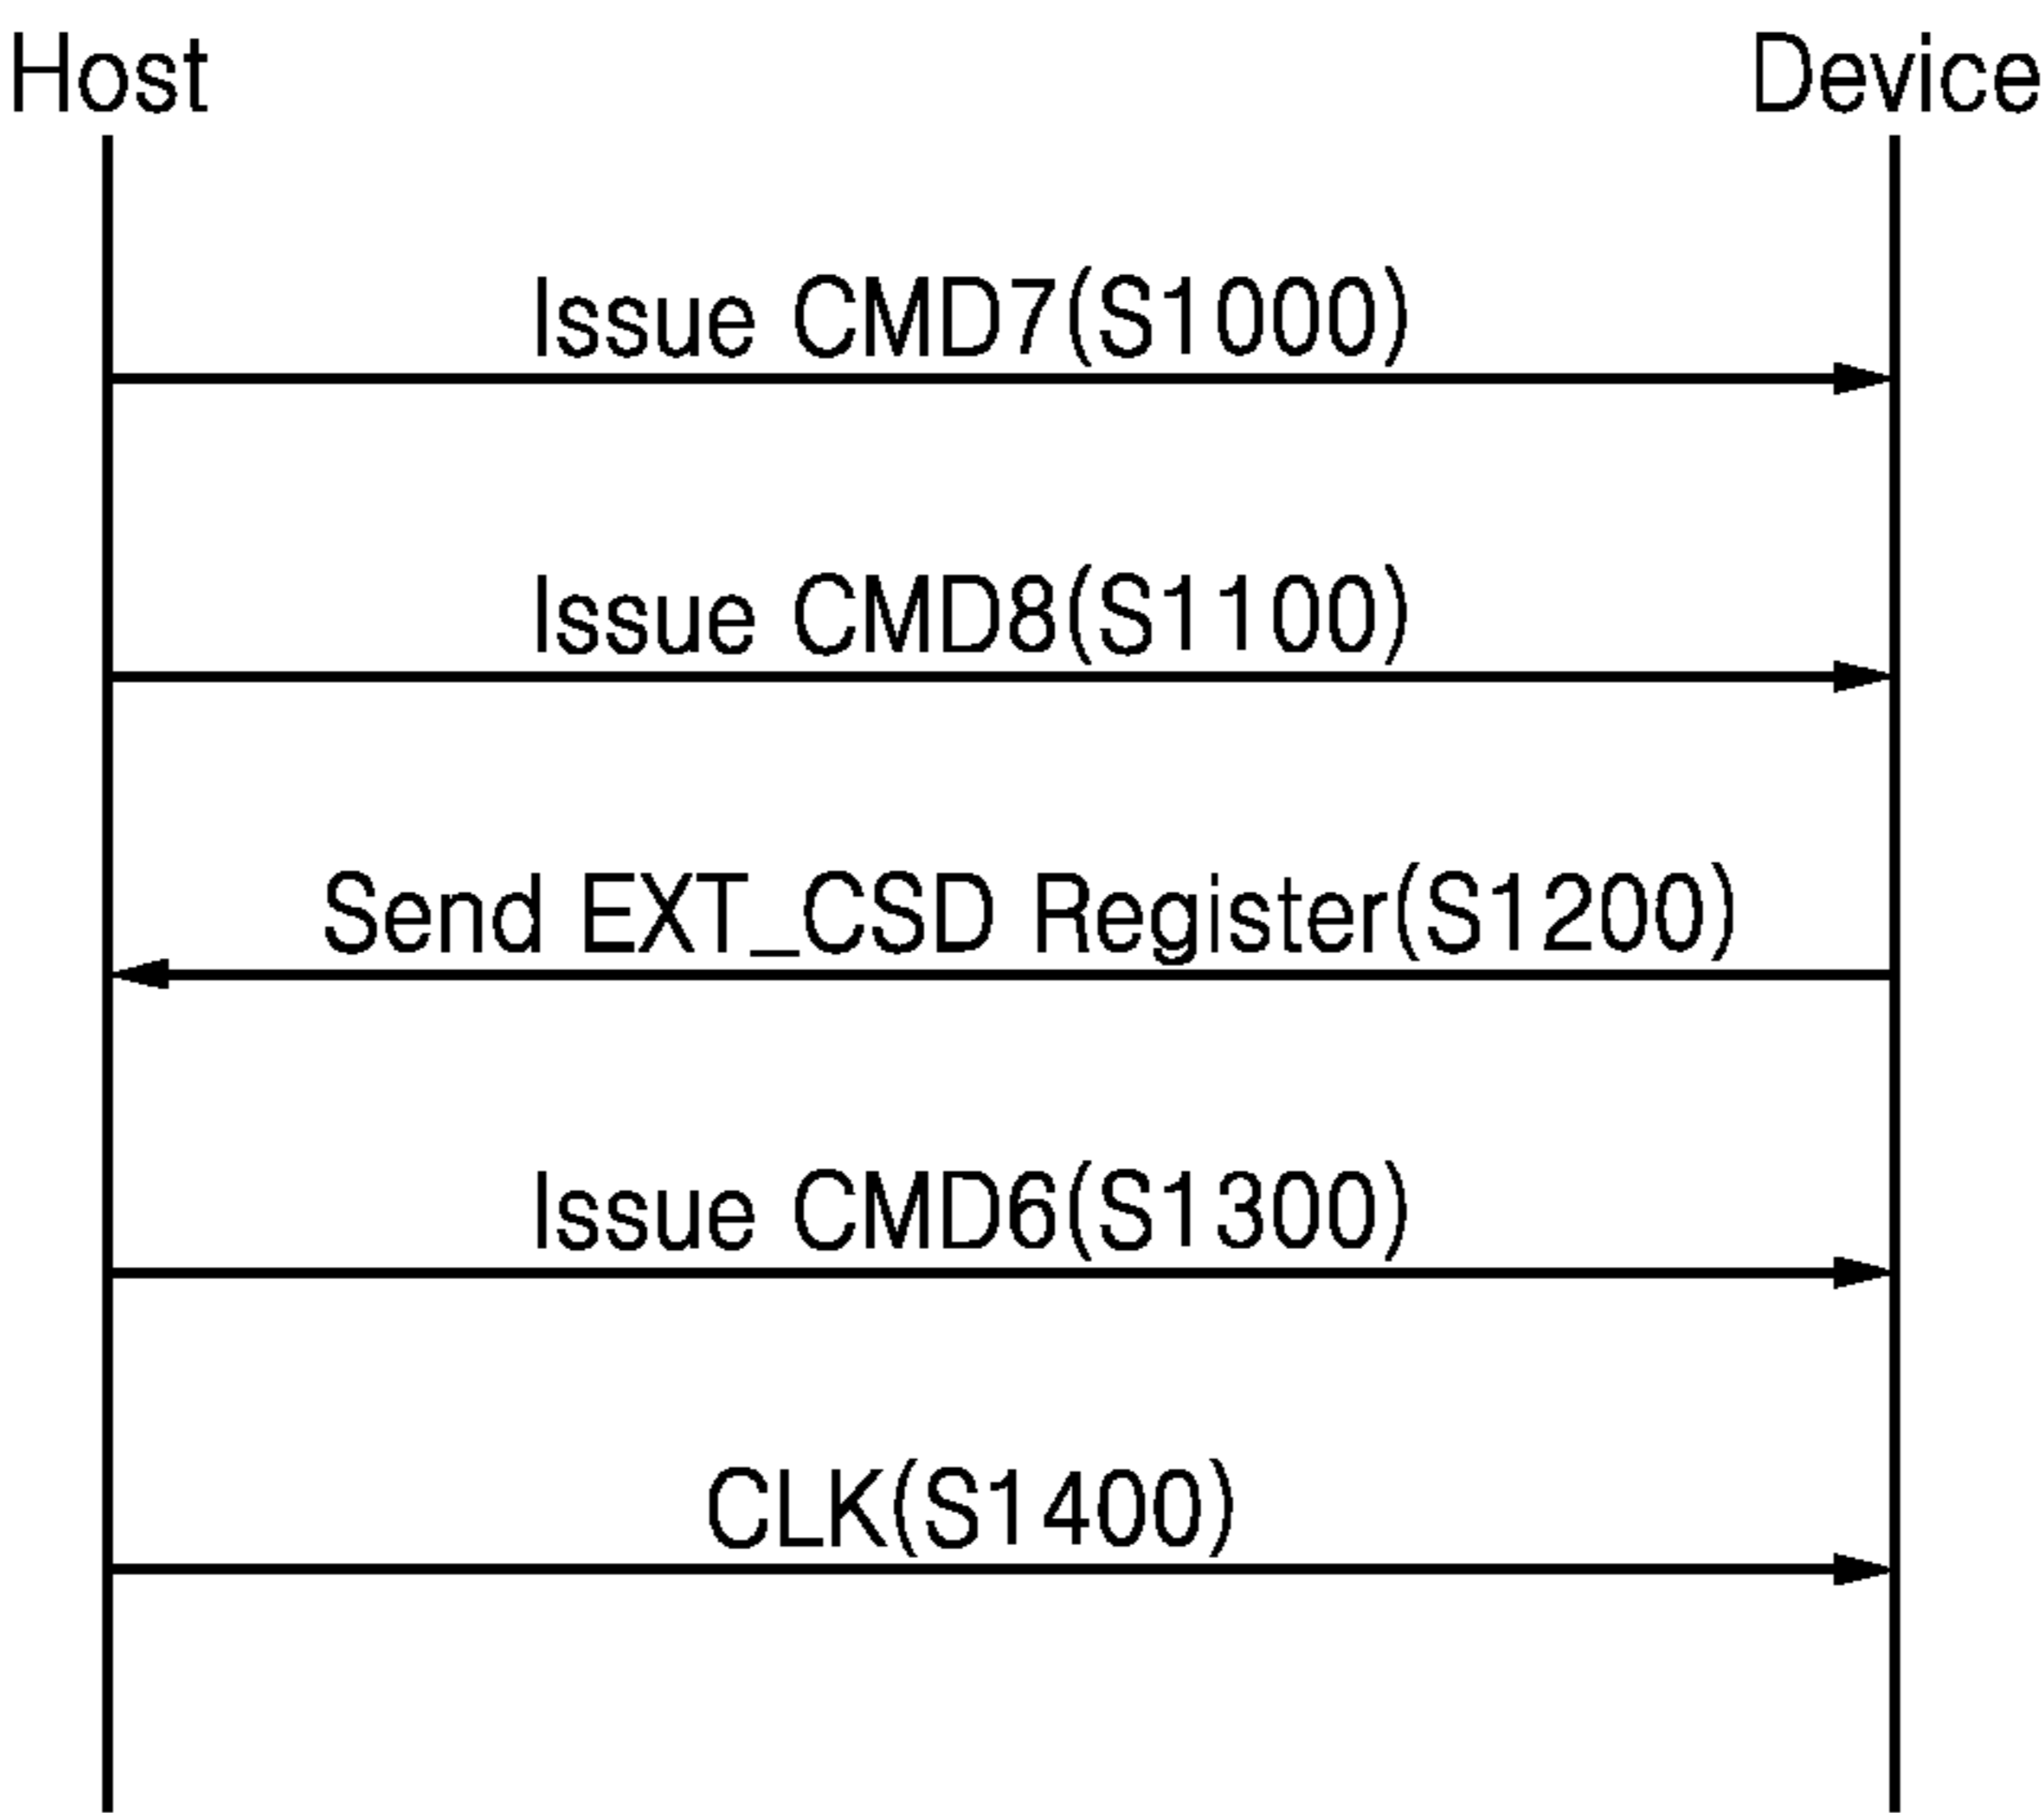 Host Device
Issue CMD7(S1000)
Issue CMD8(S1100)
Send EXT_CSD Register(S1200)
Issue CMD6(S1300)
CLK(S1400)